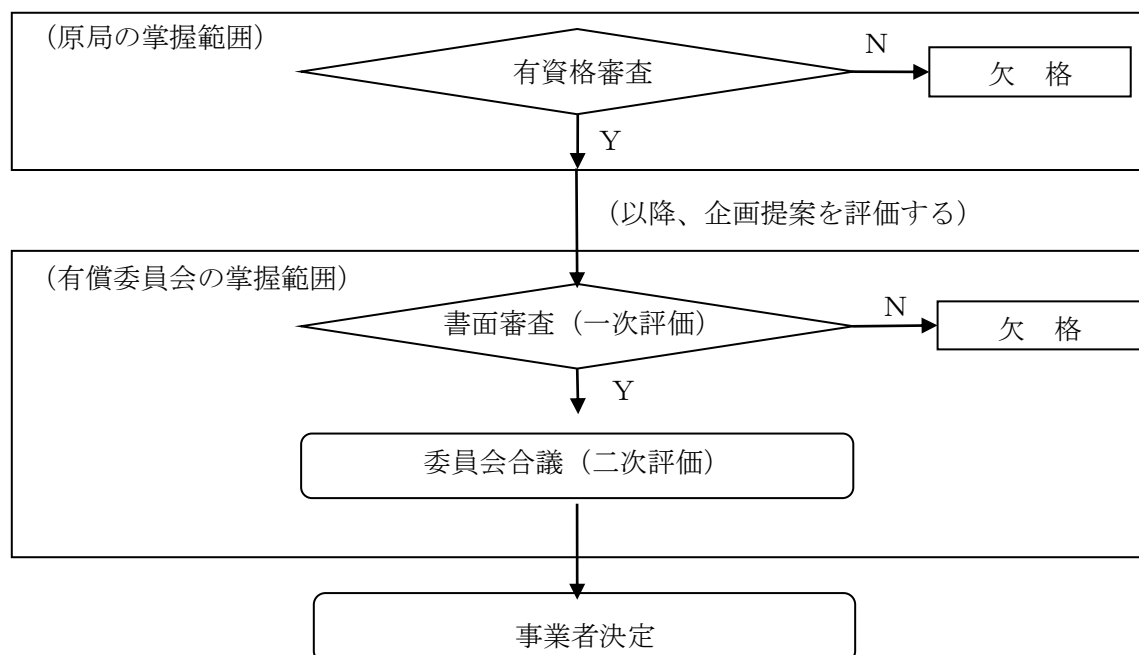 （原局の掌握範囲）
有資格審査
Ｎ
欠　格
Ｙ
（以降、企画提案を評価する）
（有償委員会の掌握範囲）
書面審査（一次評価）
Ｎ
欠　格
Ｙ
委員会合議（二次評価）
事業者決定